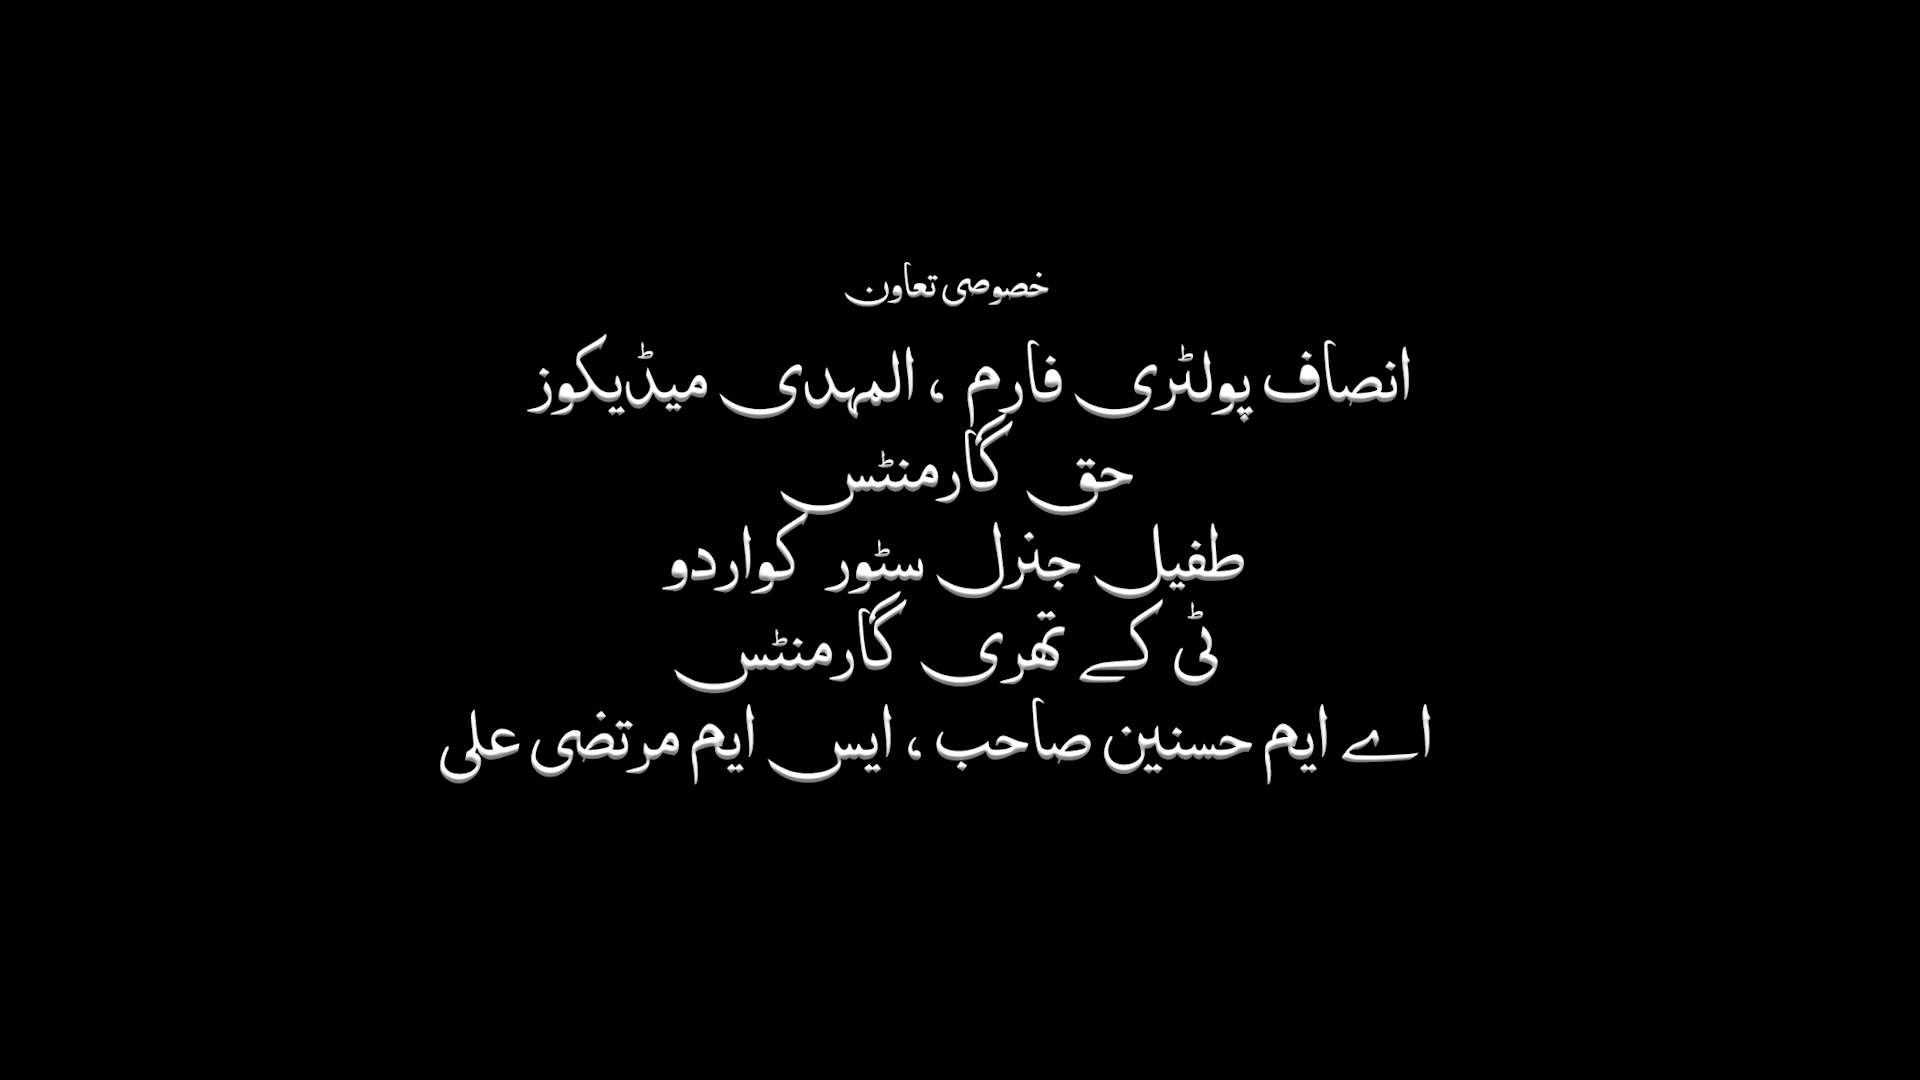 خصوصی تعاون
انصاف پولٹری فارم ، المہدی میڈیکوز
حق گارمنٹس
طفیل جنرل سٹور کواردو
ٹی کے تھری گارمنٹس
اے ایم حسنین صاحب ، ایس ایم مرتضی علی